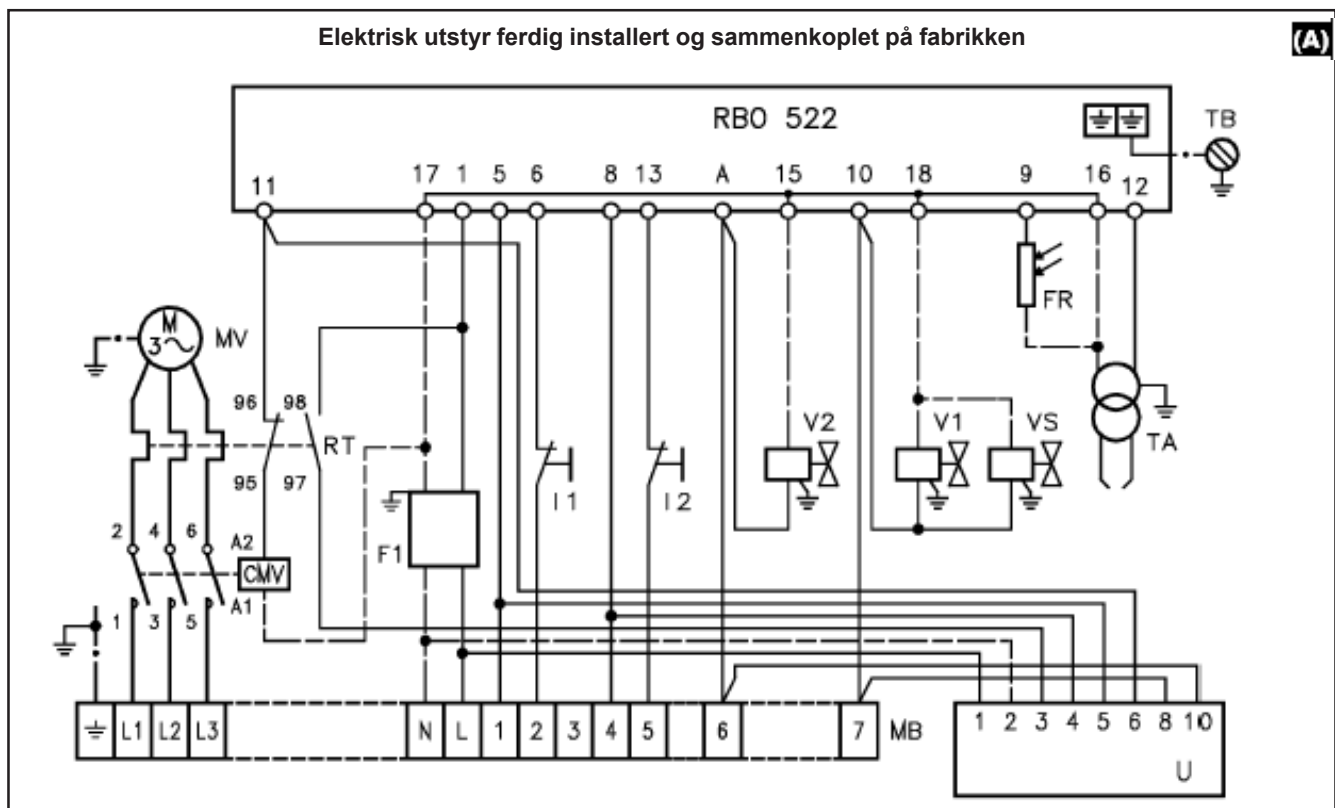 Elektrisk utstyr ferdig installert og sammenkoplet på fabrikken
(A)
RBO 522
TB
11 17 1 5 6 8 13 A 15 10 18 9 16 12
FR
M
3~
MV
96 98
RT
V2 V1 VS
TA
95 97
I1 I2
2 4 6 A2
F1
CMV
1 3 5 A1
L1 L2 L3 N L 1 2 3 4 5 6 7 MB
1 2 3 4 5 6 8 10
U